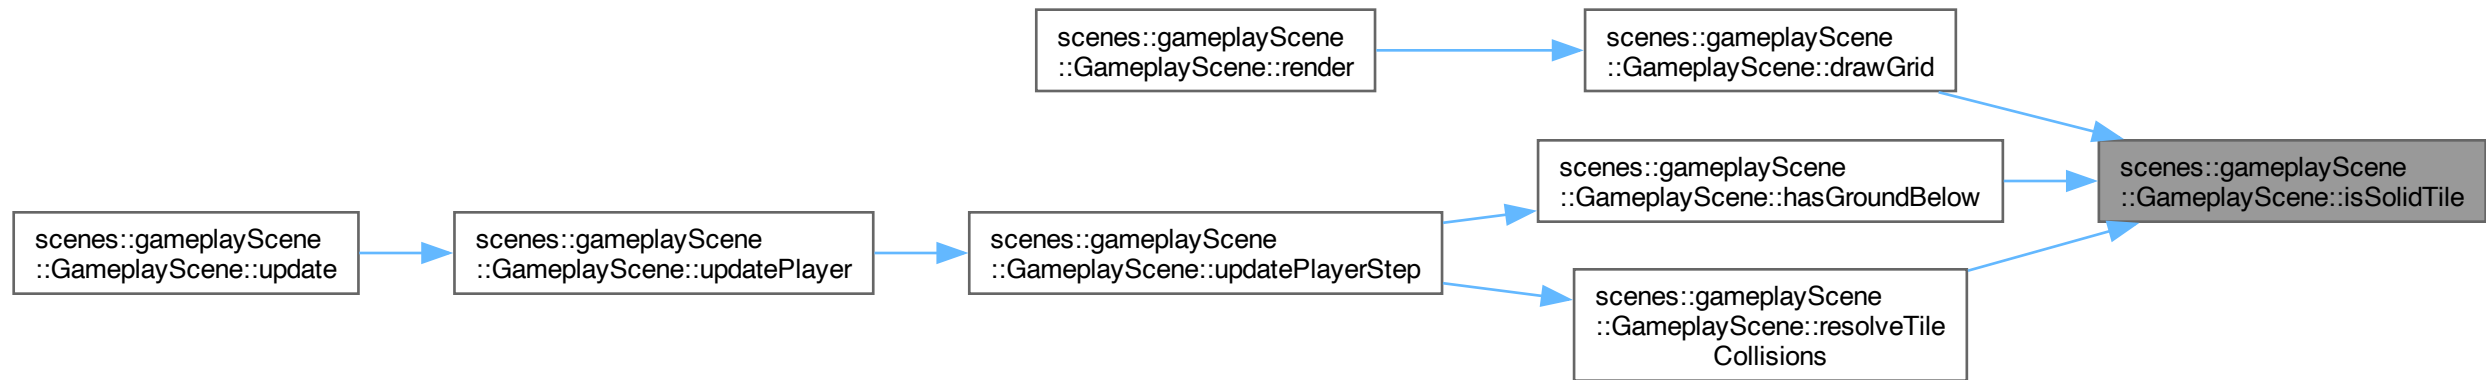 scenes::gameplayScene
::GameplayScene::render
scenes::gameplayScene
::GameplayScene::drawGrid
scenes::gameplayScene
::GameplayScene::hasGroundBelow
scenes::gameplayScene
::GameplayScene::isSolidTile
scenes::gameplayScene
::GameplayScene::update
scenes::gameplayScene
::GameplayScene::updatePlayer
scenes::gameplayScene
::GameplayScene::updatePlayerStep
scenes::gameplayScene
::GameplayScene::resolveTile
Collisions